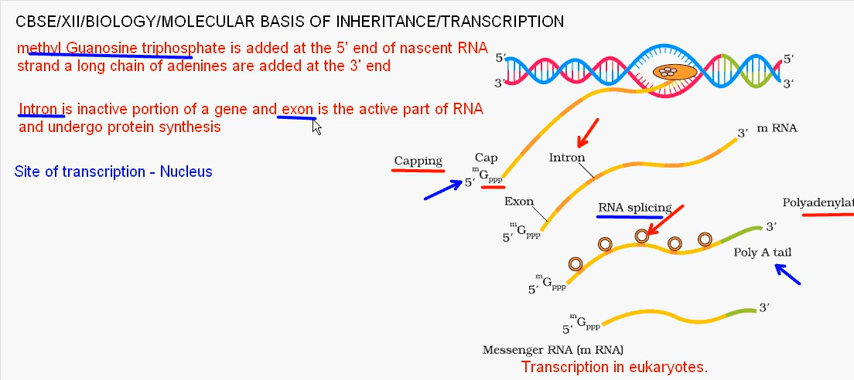 CBSE/XII/BIOLOGY/MOLECULAR BASIS OF INHERITANCE/TRANSCRIPTION
methyl Guanosine triphosphate is added at the 5' end of nascent RNA
strand a long chain of adenines are added at the 3' end
5' 5'
3' 3'
Intron is inactive portion of a gene and exon is the active part of RNA
and undergo protein synthesis
3' m RNA
Capping Cap Intron
Site of transcription - Nucleus
5' mGppp
Exon RNA splicing Polyadenylat
5' mGppp
3'
Poly A tail
5' mGppp
3'
5' mGppp
Messenger RNA (m RNA)
Transcription in eukaryotes.